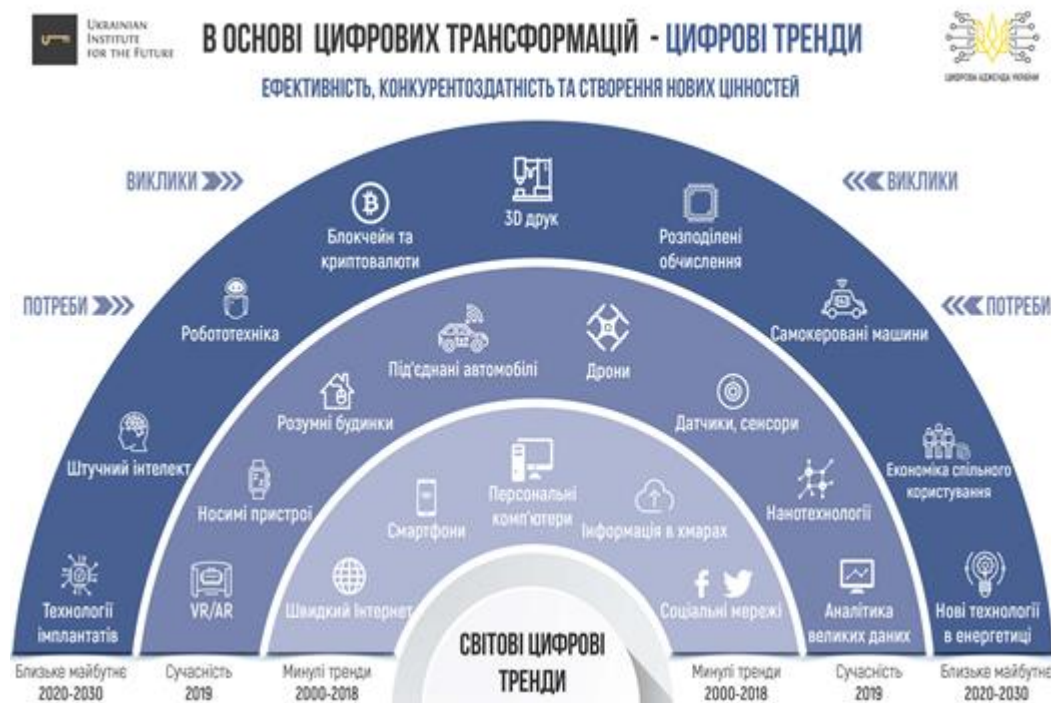 UKRAINIAN
INSTITUTE
FOR THE FUTURE
В ОСНОВІ ЦИФРОВИХ ТРАНСФОРМАЦІЙ - ЦИФРОВІ ТРЕНДИ
ЦИФРОВА АДЖЕНДА УКРАЇНИ
ЕФЕКТИВНІСТЬ, КОНКУРЕНТОЗДАТНІСТЬ ТА СТВОРЕННЯ НОВИХ ЦІННОСТЕЙ
ВИКЛИКИ
ВИКЛИКИ
ПОТРЕБИ
ПОТРЕБИ
Технології
імплантатів
Штучний інтелект
Робототехніка
Блокчейн та
криптовалюти
3D друк
Розподілені
обчислення
Самокеровані машини
Економіка спільного
користування
Нові технології
в енергетиці
VR/AR
Носимі пристрої
Розумні будинки
Під'єднані автомобілі
Дрони
Датчики, сенсори
Нанотехнології
Аналітика
великих даних
Швидкий Інтернет
Смартфони
Персональні
комп'ютери
Інформація в хмарах
Соціальні мережі
СВІТОВІ ЦИФРОВІ
ТРЕНДИ
Близьке майбутнє
2020-2030
Сучасність
2019
Минулі тренди
2000-2018
Минулі тренди
2000-2018
Сучасність
2019
Близьке майбутнє
2020-2030